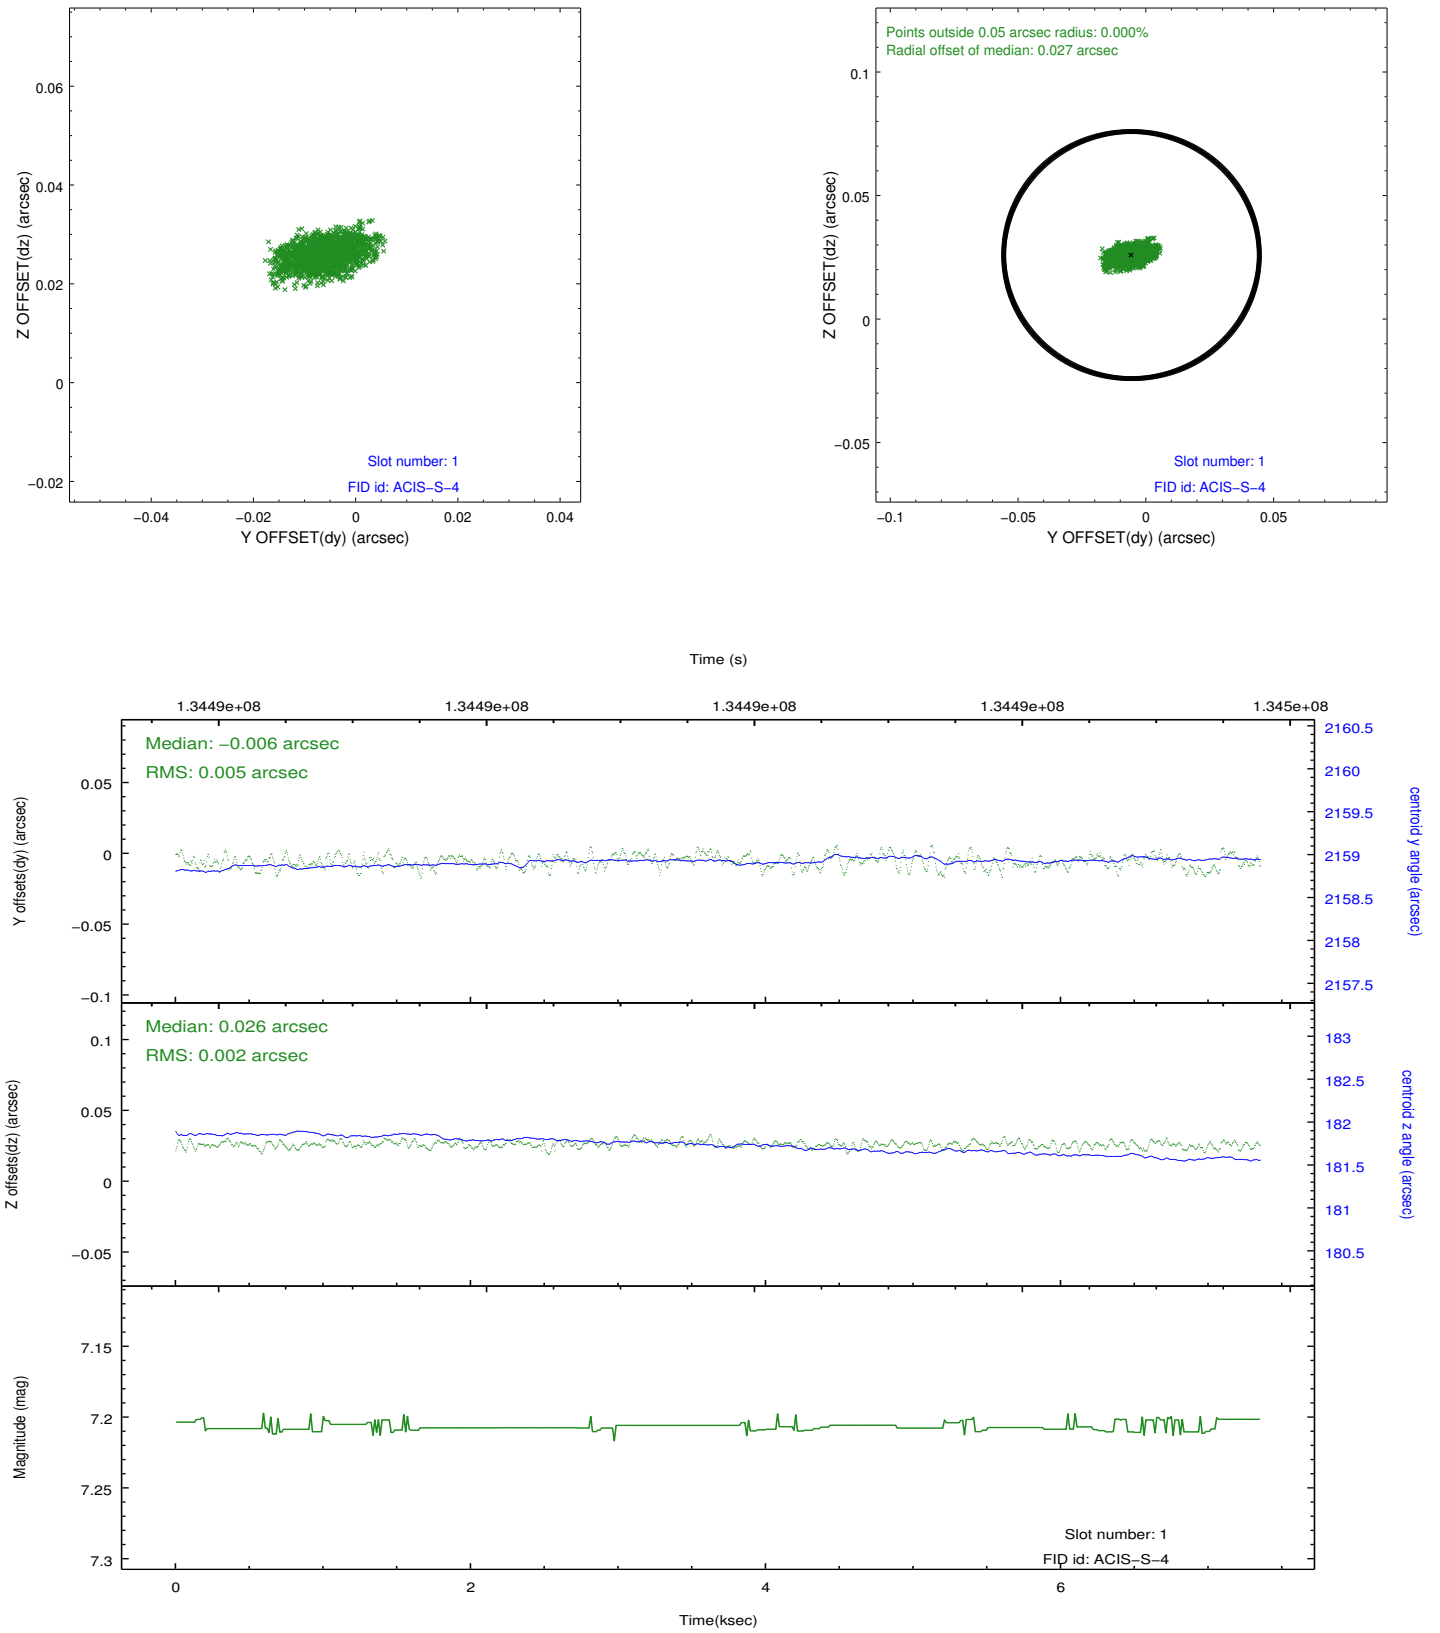 0.06
0.04
0.02
0
−0.02
Z OFFSET(dz) (arcsec)
Slot number: 1
FID id: ACIS−S−4
−0.04
−0.02
0
0.02
0.04
Y OFFSET(dy) (arcsec)
Points outside 0.05 arcsec radius: 0.000%
Radial offset of median: 0.027 arcsec
0.1
0.05
0
−0.05
Z OFFSET(dz) (arcsec)
Slot number: 1
FID id: ACIS−S−4
−0.1
−0.05
0
0.05
Y OFFSET(dy) (arcsec)
Time (s)
1.3449e+08
1.3449e+08
1.3449e+08
1.3449e+08
1.345e+08
Median: −0.006 arcsec
RMS: 0.005 arcsec
0.05
0
−0.05
−0.1
Y offsets(dy) (arcsec)
2160.5
2160
2159.5
2159
2158.5
2158
2157.5
centroid y angle (arcsec)
Median: 0.026 arcsec
RMS: 0.002 arcsec
0.1
0.05
0
−0.05
Z offsets(dz) (arcsec)
183
182.5
182
181.5
181
180.5
centroid z angle (arcsec)
7.15
7.2
7.25
7.3
Magnitude (mag)
Slot number: 1
FID id: ACIS−S−4
0
2
4
6
Time(ksec)